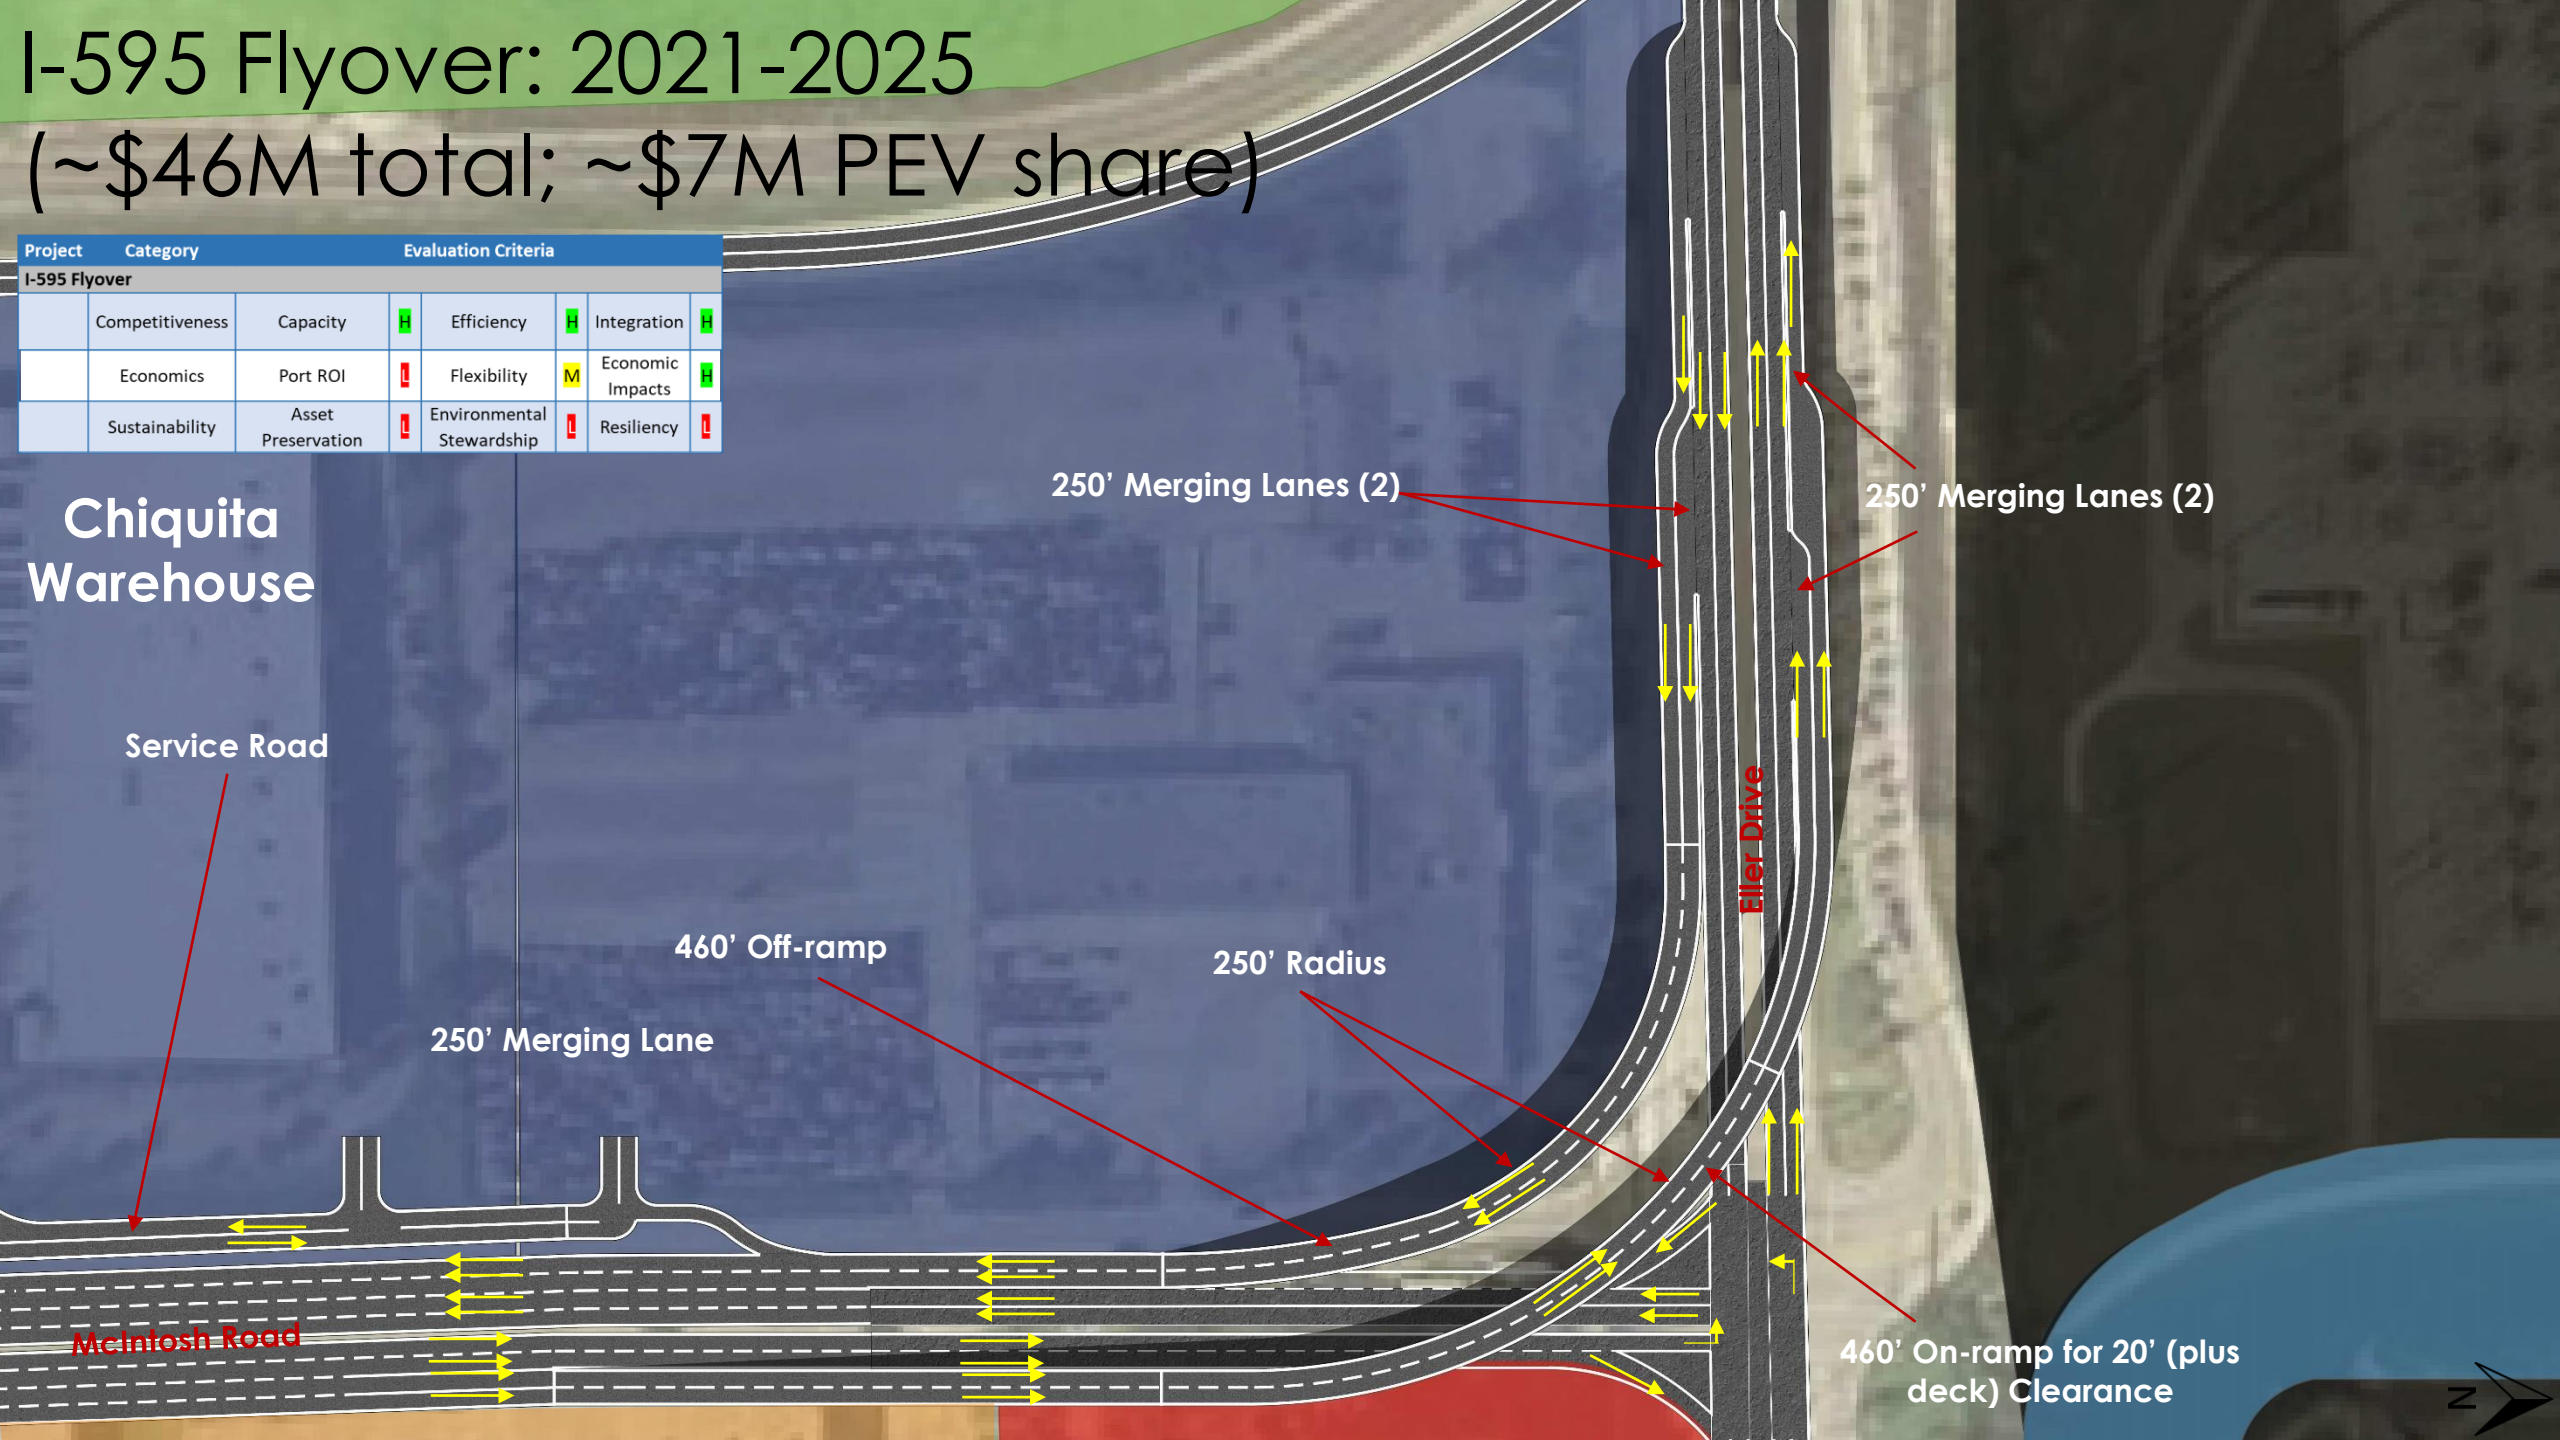 I-595 Flyover: 2021-2025
(~$46M total; ~$7M PEV share)
Project Category Evaluation Criteria
I-595 Flyover
Competitiveness Capacity H Efficiency H Integration H
Economics Port ROI L Flexibility M Economic Impacts H
Sustainability Asset Preservation L Environmental Stewardship L Resiliency L
Chiquita
Warehouse
250’ Merging Lanes (2)
250’ Merging Lanes (2)
Service Road
Eller Drive
460’ Off-ramp
250’ Radius
250’ Merging Lane
McIntosh Road
460’ On-ramp for 20’ (plus
deck) Clearance
N